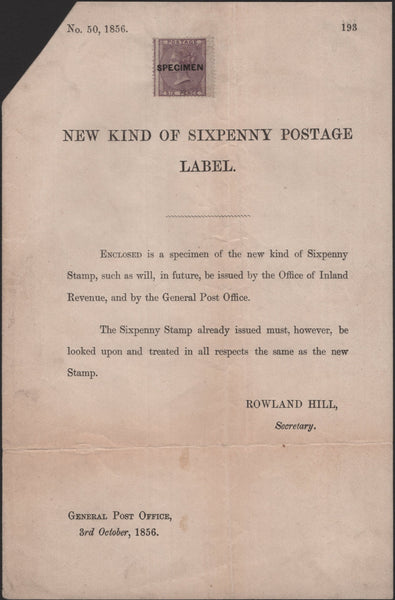 No. 50, 1856.
193
POSTAGE
SPECIMEN
SIX PENCE
NEW KIND OF SIXPENNY POSTAGE
LABEL.
ENCLOSED is a specimen of the new kind of Sixpenny
Stamp, such as will, in future, be issued by the Office of Inland
Revenue, and by the General Post Office.
The Sixpenny Stamp already issued must, however, be
looked upon and treated in all respects the same as the new
Stamp.
ROWLAND HILL,
Secretary.
GENERAL POST OFFICE,
3rd October, 1856.